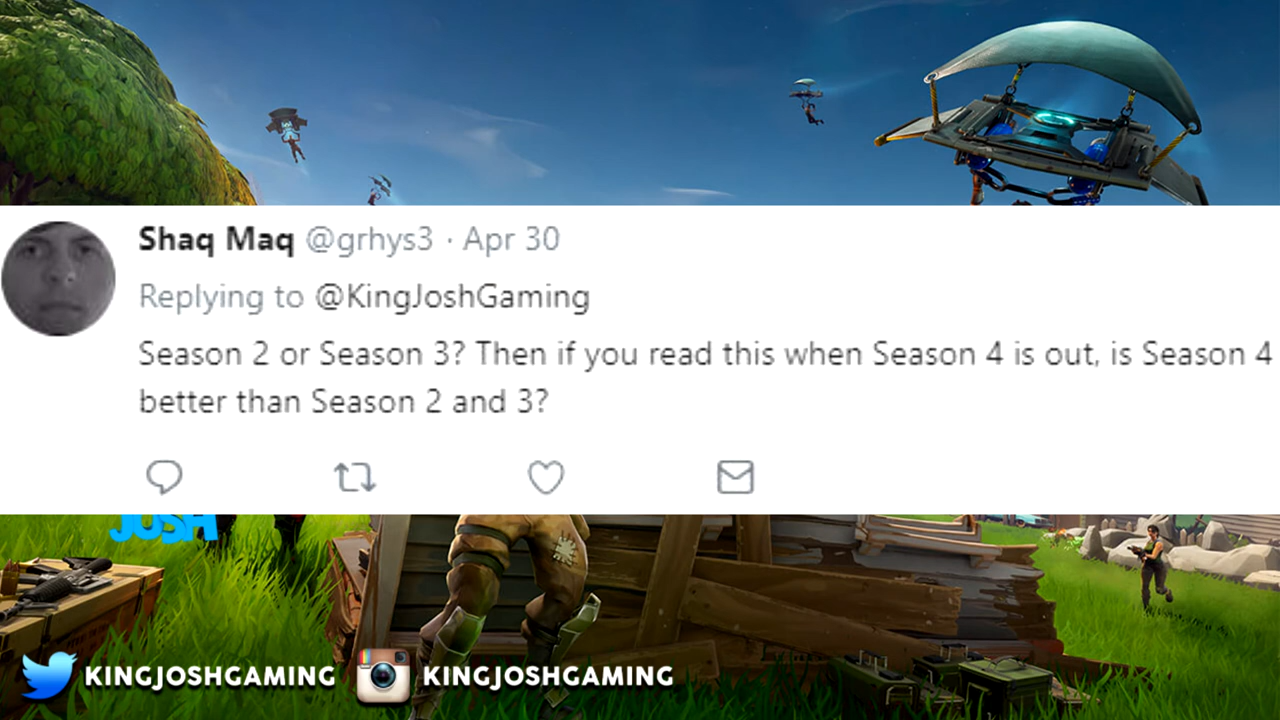 Shaq Maq @grhys3 · Apr 30
Replying to @KingJoshGaming
Season 2 or Season 3? Then if you read this when Season 4 is out, is Season 4
better than Season 2 and 3?
JOSH
KINGJOSHGAMING KINGJOSHGAMING